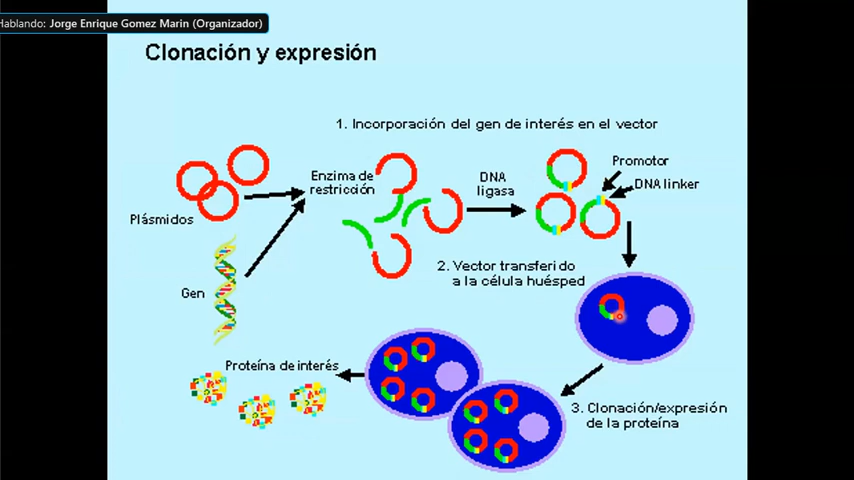 Hablando: Jorge Enrique Gomez Marin (Organizador)
Clonación y expresión
1. Incorporación del gen de interés en el vector
Plásmidos
Gen
Enzima de
restricción
DNA
ligasa
Promotor
DNA linker
2. Vector transferido
a la célula huésped
Proteína de interés
3. Clonación/expresión
de la proteína